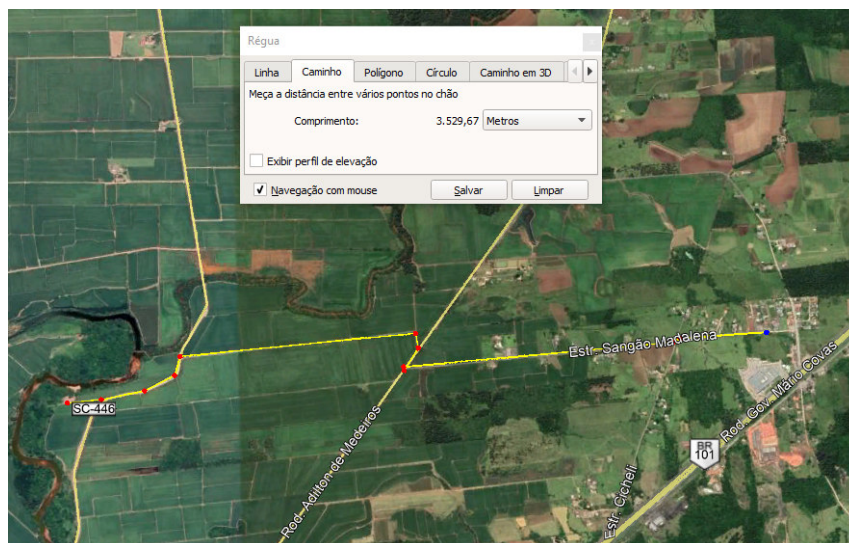 Régua
Linha Caminho Polígono Círculo Caminho em 3D
Meça a distância entre vários pontos no chão
Comprimento: 3.529,67 Metros
Exibir perfil de elevação
Navegação com mouse Salvar Limpar
Estr. Sangão Madalena
SC-446
Rod. Adilton de Medeiros
Rod. Gov. Mário Covas
BR
101
Estr. Cicheli